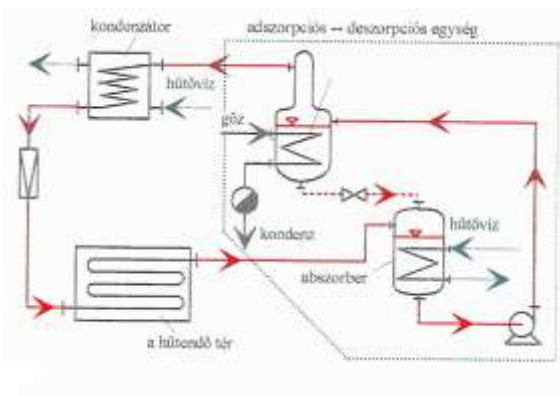 kondenzátor
adszorpciós – deszorpciós egység
hűtővíz
gőz
kondenz
hűtővíz
abszorber
a hűtendő tér